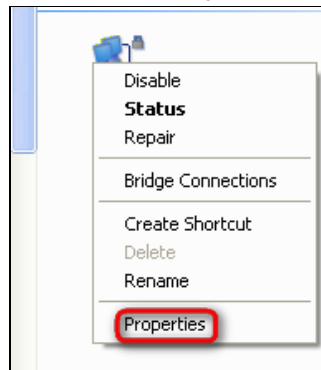 Disable
Status
Repair
Bridge Connections
Create Shortcut
Delete
Rename
Properties